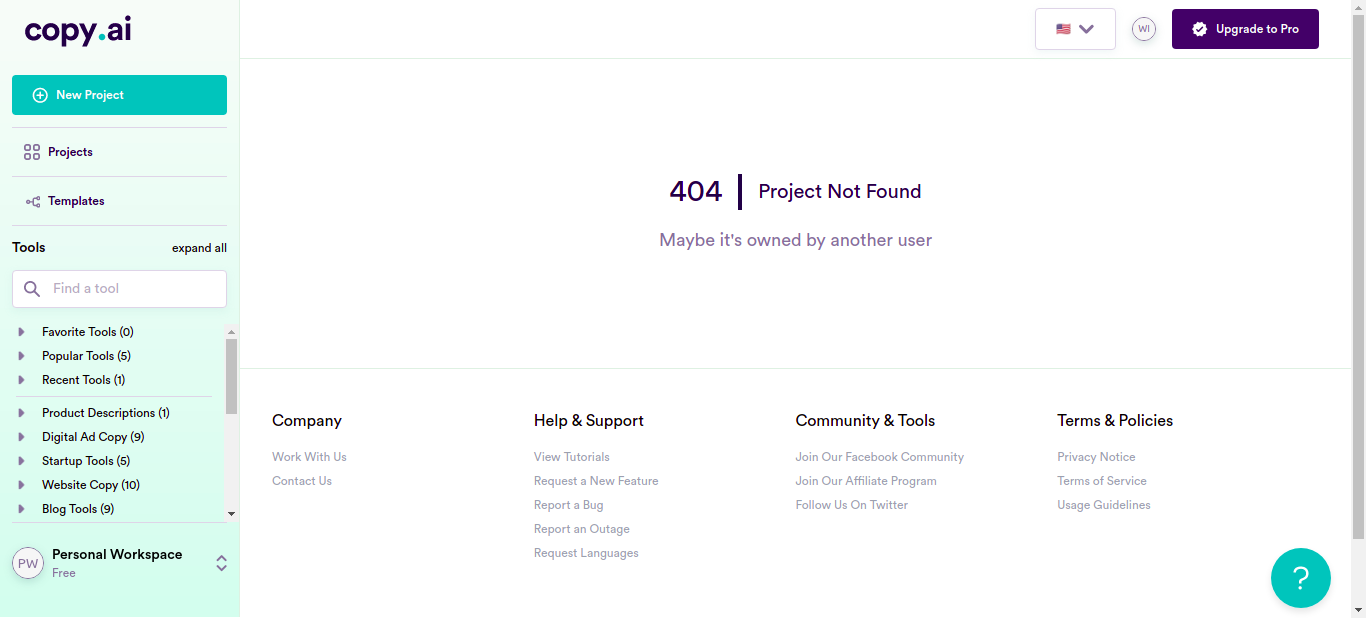 copy.ai
WI
Upgrade to Pro
New Project
Projects
Templates
Tools
expand all
Find a tool
Favorite Tools (0)
Popular Tools (5)
Recent Tools (1)
Product Descriptions (1)
Digital Ad Copy (9)
Startup Tools (5)
Website Copy (10)
Blog Tools (9)
PW
Personal Workspace
Free
404
Project Not Found
Maybe it's owned by another user
Company
Work With Us
Contact Us
Help & Support
View Tutorials
Request a New Feature
Report a Bug
Report an Outage
Request Languages
Community & Tools
Join Our Facebook Community
Join Our Affiliate Program
Follow Us On Twitter
Terms & Policies
Privacy Notice
Terms of Service
Usage Guidelines
?